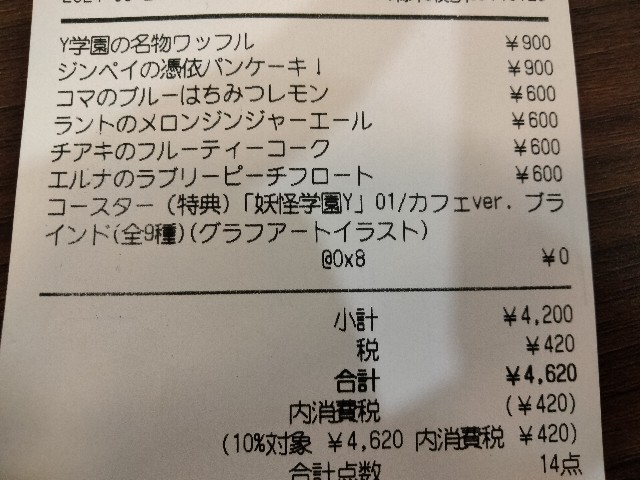 Y学園の名物ワッフル ¥900
ジンペイの憑依パンケーキ! ¥900
コマのブルーはちみつレモン ¥600
ラントのメロンジンジャーエール ¥600
チアキのフルーティーコーク ¥600
エルナのラブリーピーチフロート ¥600
コースター(特典)「妖怪学園Y」01/カフェver. ブラ
インド(全9種)(グラフアートイラスト)
@0x8 ¥0
小計 ¥4,200
税 ¥420
合計 ¥4,620
内消費税 (¥420)
(10%対象 ¥4,620 内消費税 ¥420)
合計点数 14点